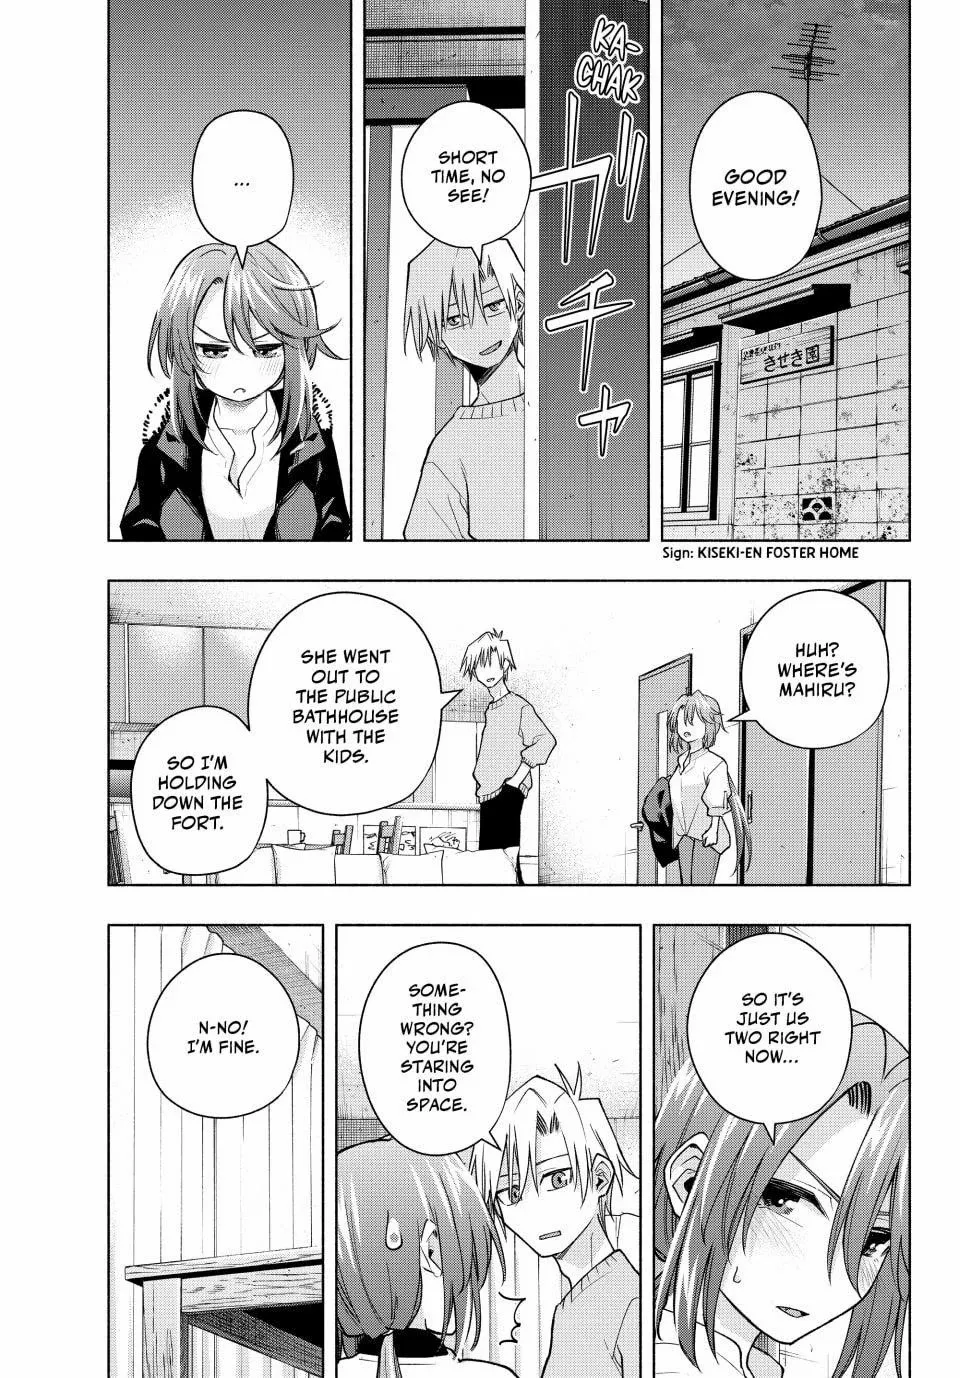 GOOD
EVENING!
きせき園
Sign: KISEKI-EN FOSTER HOME
KA-
CHAK
ガチャ
SHORT
TIME, NO
SEE!
...
HUH?
WHERE'S
MAHIRU?
SHE WENT
OUT TO
THE PUBLIC
BATHHOUSE
WITH THE
KIDS.
SO I'M
HOLDING
DOWN THE
FORT.
SO IT'S
JUST US
TWO RIGHT
NOW...
SOME-
THING
WRONG?
YOU'RE
STARING
INTO
SPACE.
N-NO!
I'M FINE.